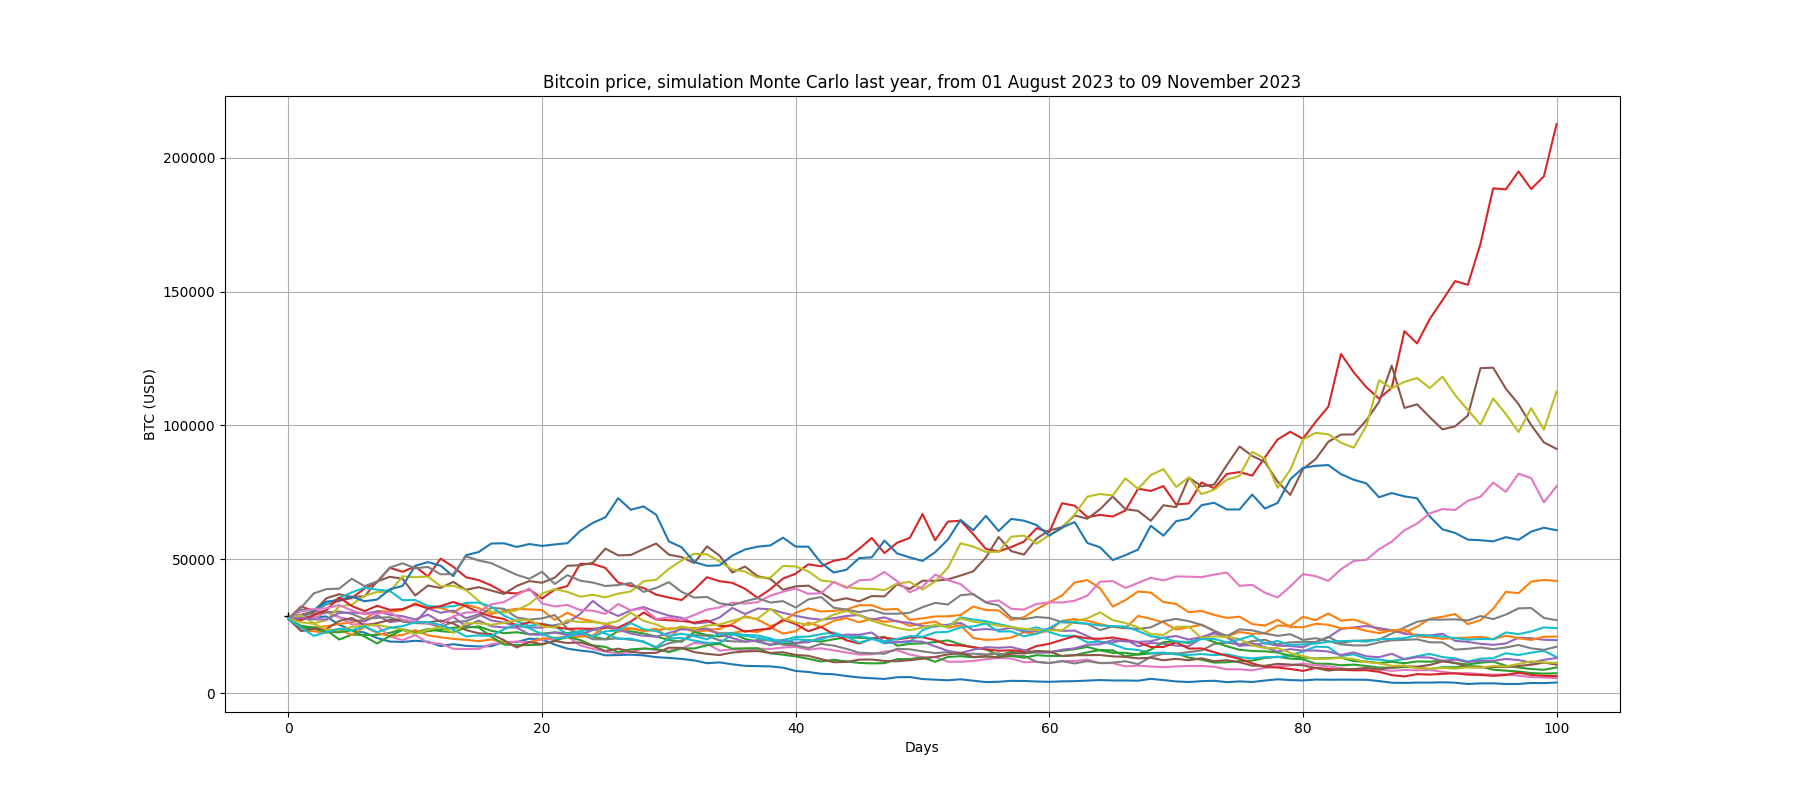 Bitcoin price, simulation Monte Carlo last year, from 01 August 2023 to 09 November 2023
200000
150000
100000
50000
0
BTC (USD)
0 20 40 60 80 100
Days